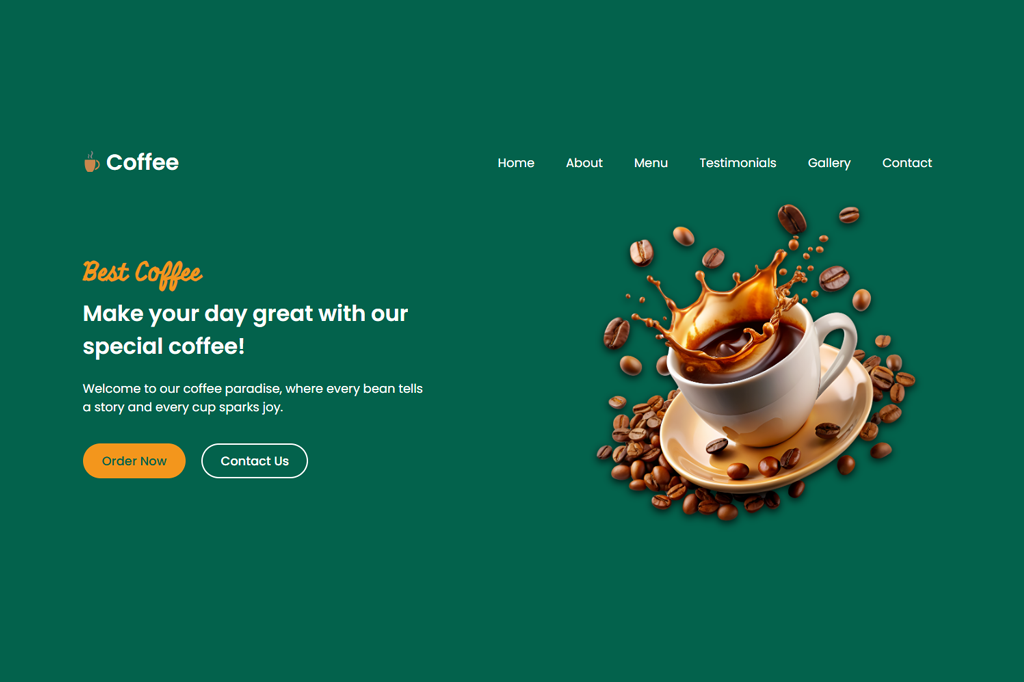 Coffee
Home About Menu Testimonials Gallery Contact
Best Coffee
Make your day great with our
special coffee!
Welcome to our coffee paradise, where every bean tells
a story and every cup sparks joy.
Order Now Contact Us